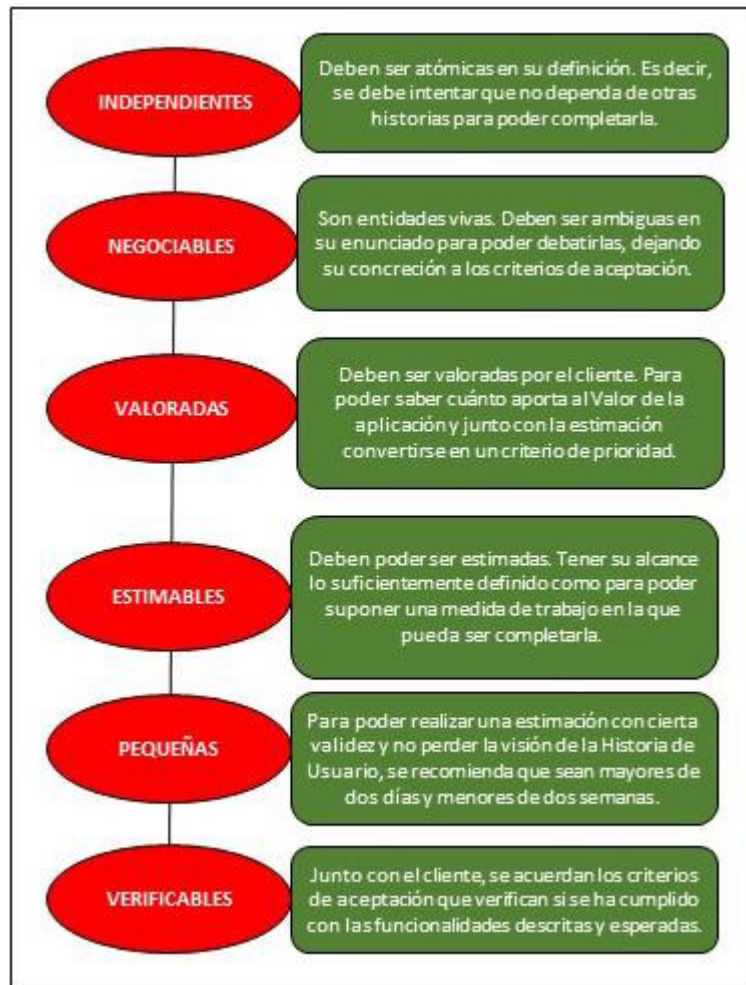 INDEPENDIENTES
Deben ser atómicas en su definición. Es decir,
se debe intentar que no dependa de otras
historias para poder completarla.
NEGOCIABLES
Son entidades vivas. Deben ser ambiguas en
su enunciado para poder debatirlas, dejando
su concreción a los criterios de aceptación.
VALORADAS
Deben ser valoradas por el cliente. Para
poder saber cuánto aporta al Valor de la
aplicación y junto con la estimación
convertirse en un criterio de prioridad.
ESTIMABLES
Deben poder ser estimadas. Tener su alcance
lo suficientemente definido como para poder
suponer una medida de trabajo en la que
pueda ser completarla.
PEQUEÑAS
Para poder realizar una estimación con cierta
validez y no perder la visión de la Historia de
Usuario, se recomienda que sean mayores de
dos días y menores de dos semanas.
VERIFICABLES
Junto con el cliente, se acuerdan los criterios
de aceptación que verifican si se ha cumplido
con las funcionalidades descritas y esperadas.